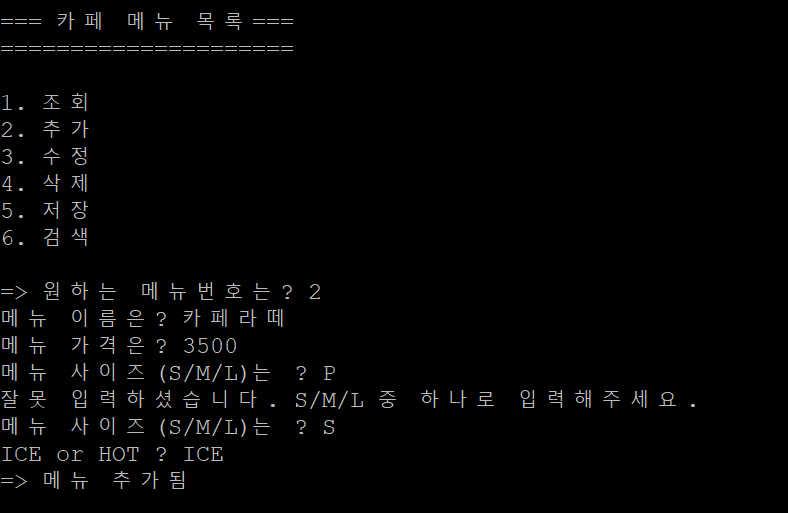 === 카페 메뉴 목록 ===
=====================
1. 조회
2. 추가
3. 수정
4. 삭제
5. 저장
6. 검색
=> 원하는 메뉴번호는? 2
메뉴 이름은? 카페라떼
메뉴 가격은? 3500
메뉴 사이즈(S/M/L)는 ? P
잘못 입력하셨습니다. S/M/L 중 하나로 입력해주세요.
메뉴 사이즈(S/M/L)는 ? S
ICE or HOT ? ICE
=> 메뉴 추가됨